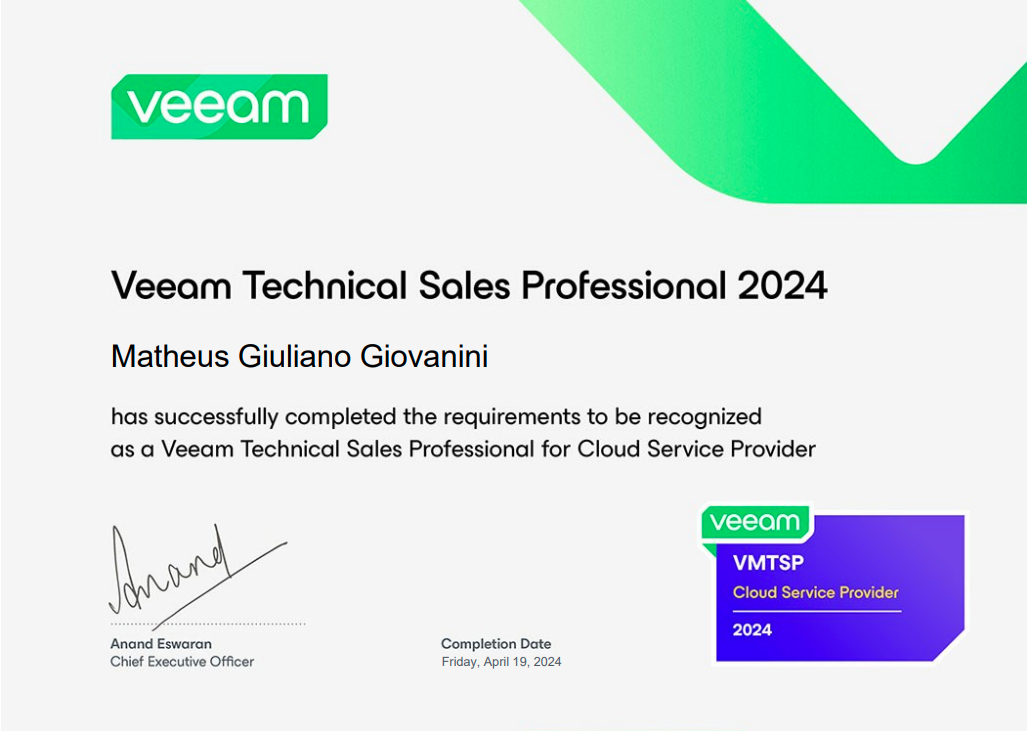 veeam
Veeam Technical Sales Professional 2024
Matheus Giuliano Giovanini
has successfully completed the requirements to be recognized
as a Veeam Technical Sales Professional for Cloud Service Provider
Anand
Anand Eswaran
Chief Executive Officer
Completion Date
Friday, April 19, 2024
veeam
VMTSP
Cloud Service Provider
2024